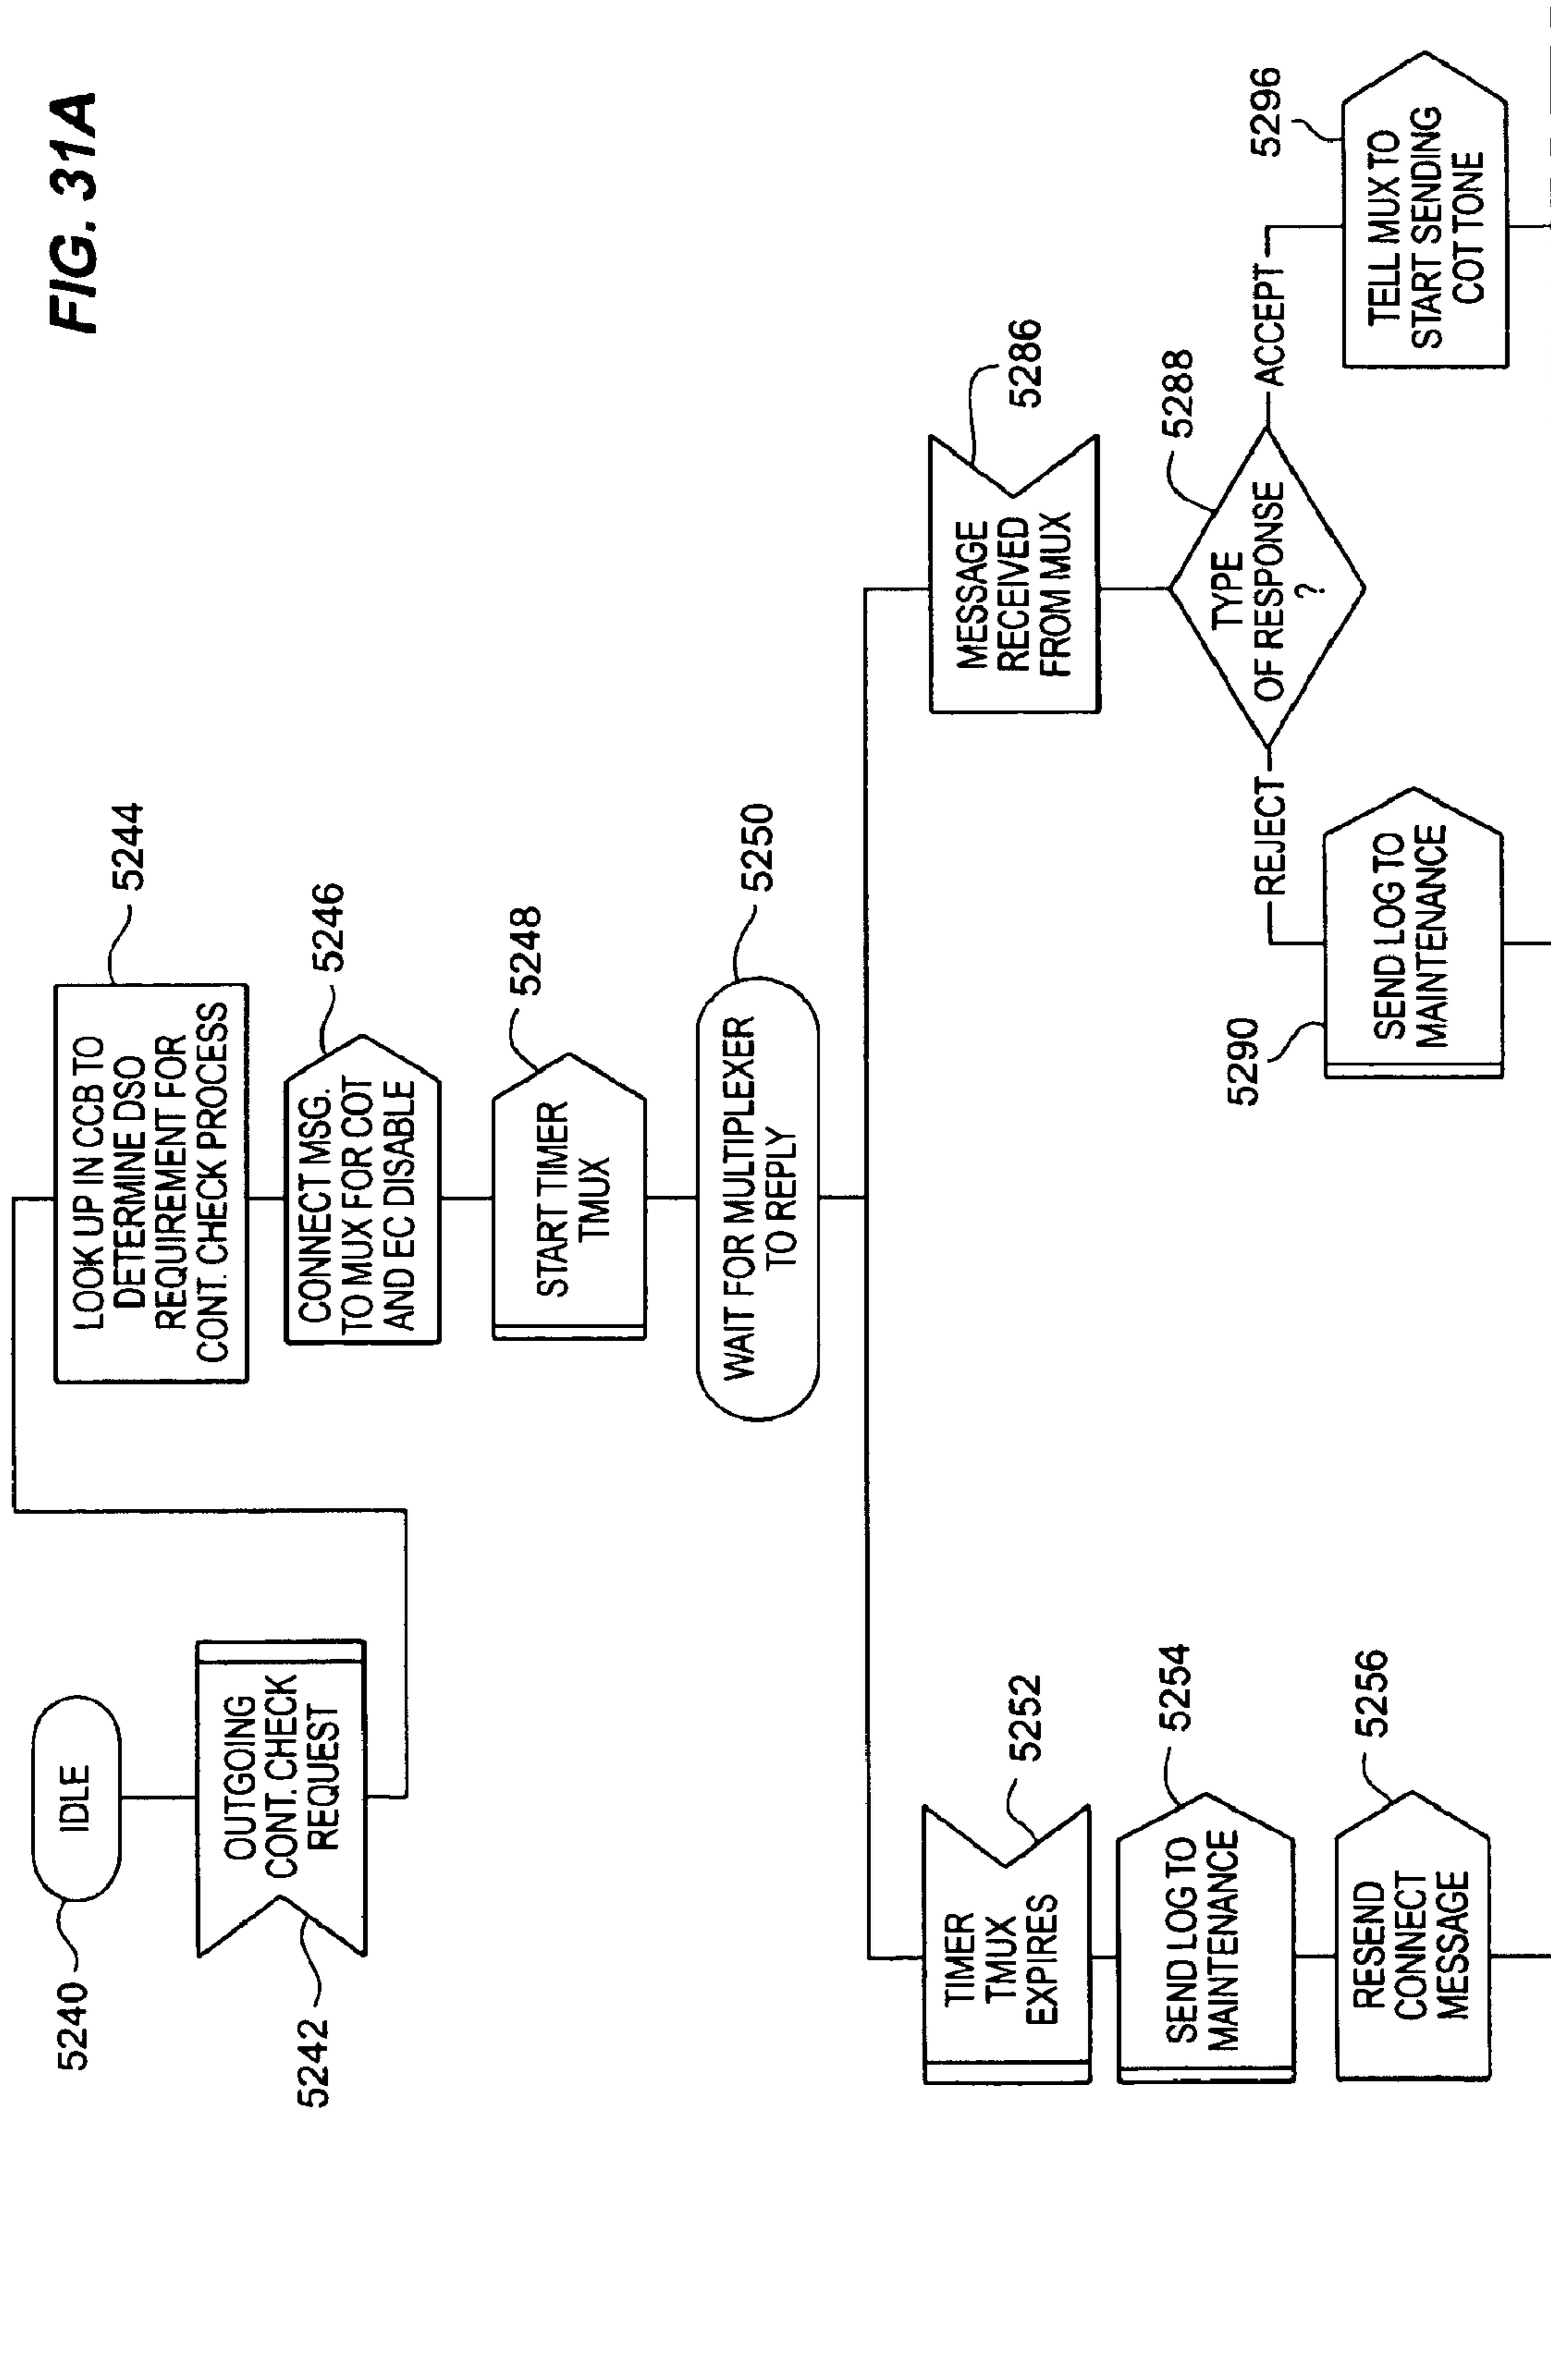 FIG. 31A
5240
IDLE
5242
OUTGOING
CONT. CHECK
REQUEST
5244
LOOK UP IN CCB TO
DETERMINE DSO
REQUIREMENT FOR
CONT. CHECK PROCESS
5246
CONNECT MSG.
TO MUX FOR COT
AND EC DISABLE
5248
START TIMER
TMUX
5250
WAIT FOR MULTIPLEXER
TO REPLY
5252
TIMER
TMUX
EXPIRES
5254
SEND LOG TO
MAINTENANCE
5256
RESEND
CONNECT
MESSAGE
5286
MESSAGE
RECEIVED
FROM MUX
5288
TYPE
OF RESPONSE
?
REJECT
ACCEPT
5290
SEND LOG TO
MAINTENANCE
5296
TELL MUX TO
START SENDING
COT TONE